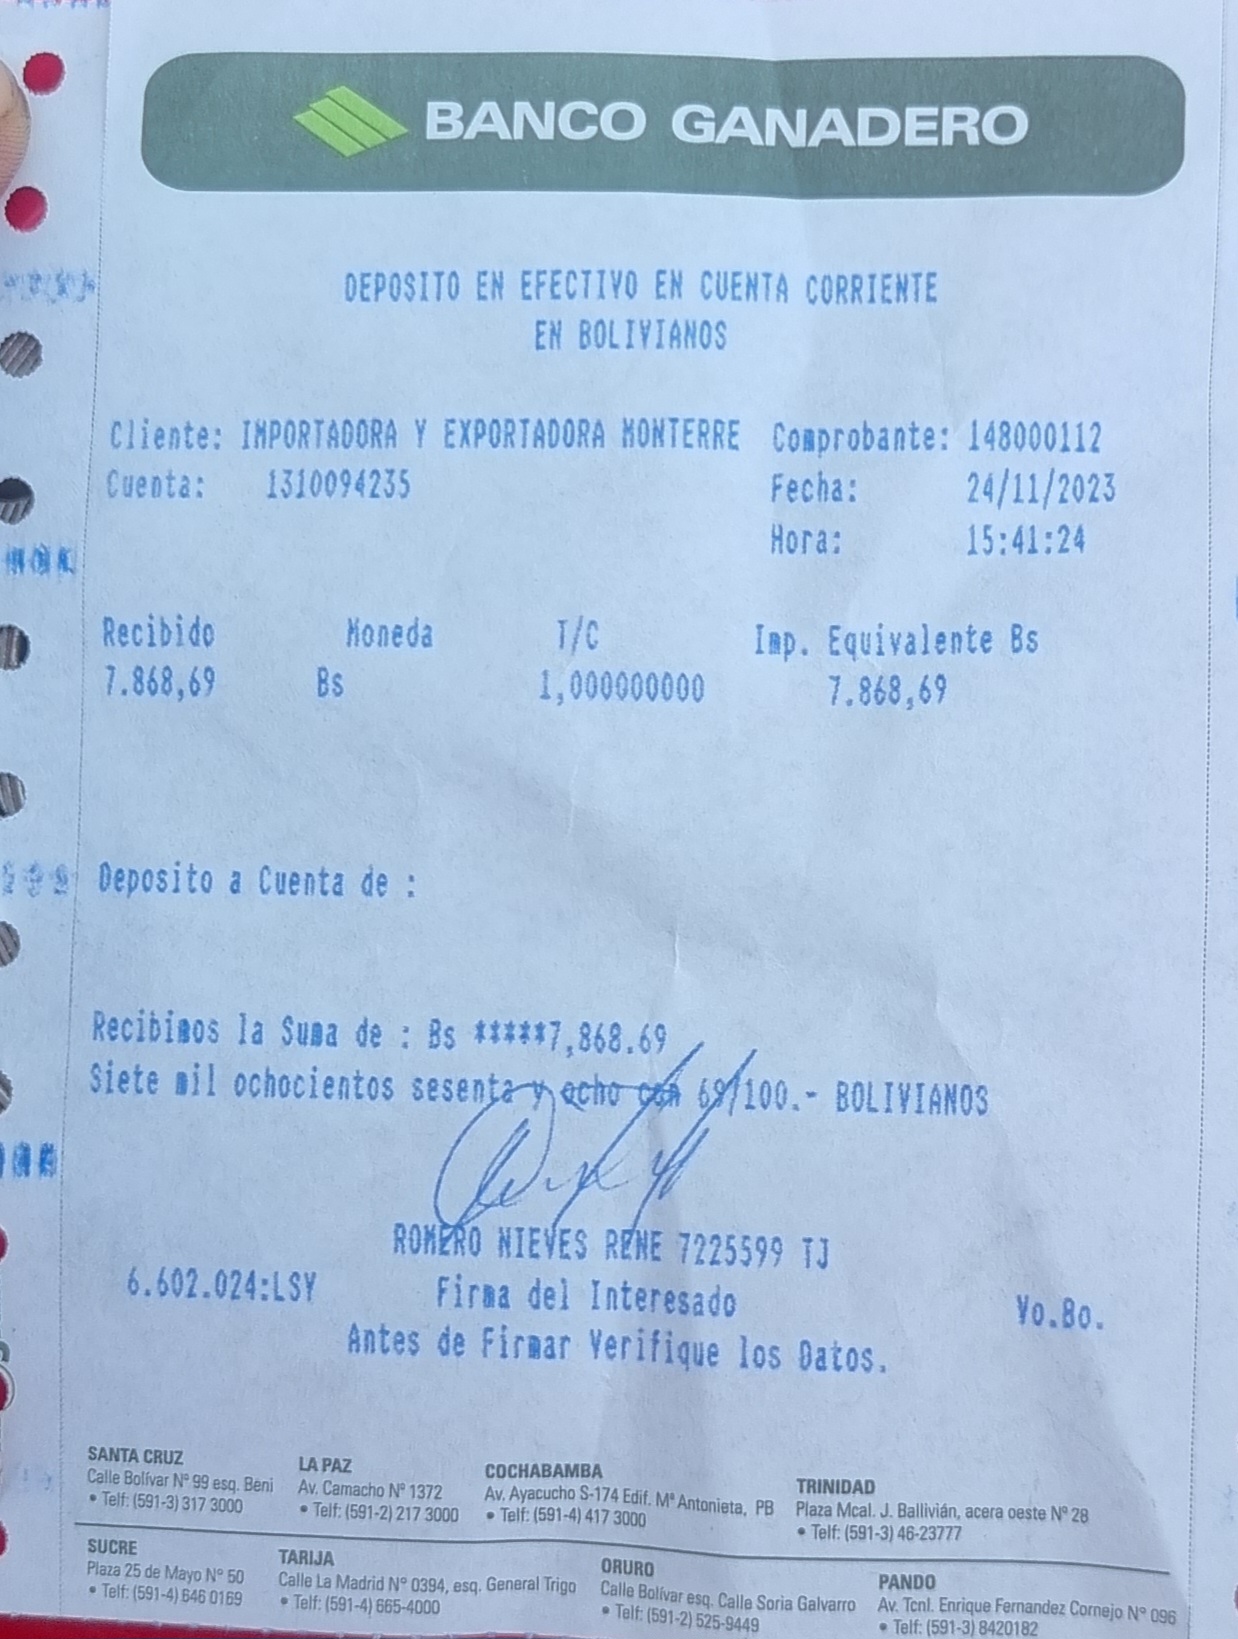 BANCO GANADERO
DEPOSITO EN EFECTIVO EN CUENTA CORRIENTE
EN BOLIVIANOS
Cliente: IMPORTADORA Y EXPORTADORA MONTERRE Comprobante: 148000112
Cuenta: 1310094235 Fecha: 24/11/2023
Hora: 15:41:24
Recibido Moneda T/C Imp. Equivalente Bs
7.868,69 Bs 1,000000000 7.868,69
Deposito a Cuenta de :
Recibimos la Suma de : Bs *****7,868.69
Siete mil ochocientos sesenta y ocho con 69/100.- BOLIVIANOS
ROMERO NIEVES RENE 7225599 TJ
6.602.024:LSY Firma del Interesado Vo.Bo.
Antes de Firmar Verifique los Datos.
SANTA CRUZ
Calle Bolívar Nº 99 esq. Beni
• Telf: (591-3) 317 3000
LA PAZ
Av. Camacho Nº 1372
• Telf: (591-2) 217 3000
COCHABAMBA
Av. Ayacucho S-174 Edif. Mª Antonieta, PB
• Telf: (591-4) 417 3000
TRINIDAD
Plaza Mcal. J. Ballivián, acera oeste Nº 28
• Telf: (591-3) 46-23777
SUCRE
Plaza 25 de Mayo Nº 50
• Telf: (591-4) 646 0169
TARIJA
Calle La Madrid Nº 0394, esq. General Trigo
• Telf: (591-4) 665-4000
ORURO
Calle Bolívar esq. Calle Soria Galvarro
• Telf: (591-2) 525-9449
PANDO
Av. Tcnl. Enrique Fernandez Cornejo Nº 096
• Telf: (591-3) 8420182